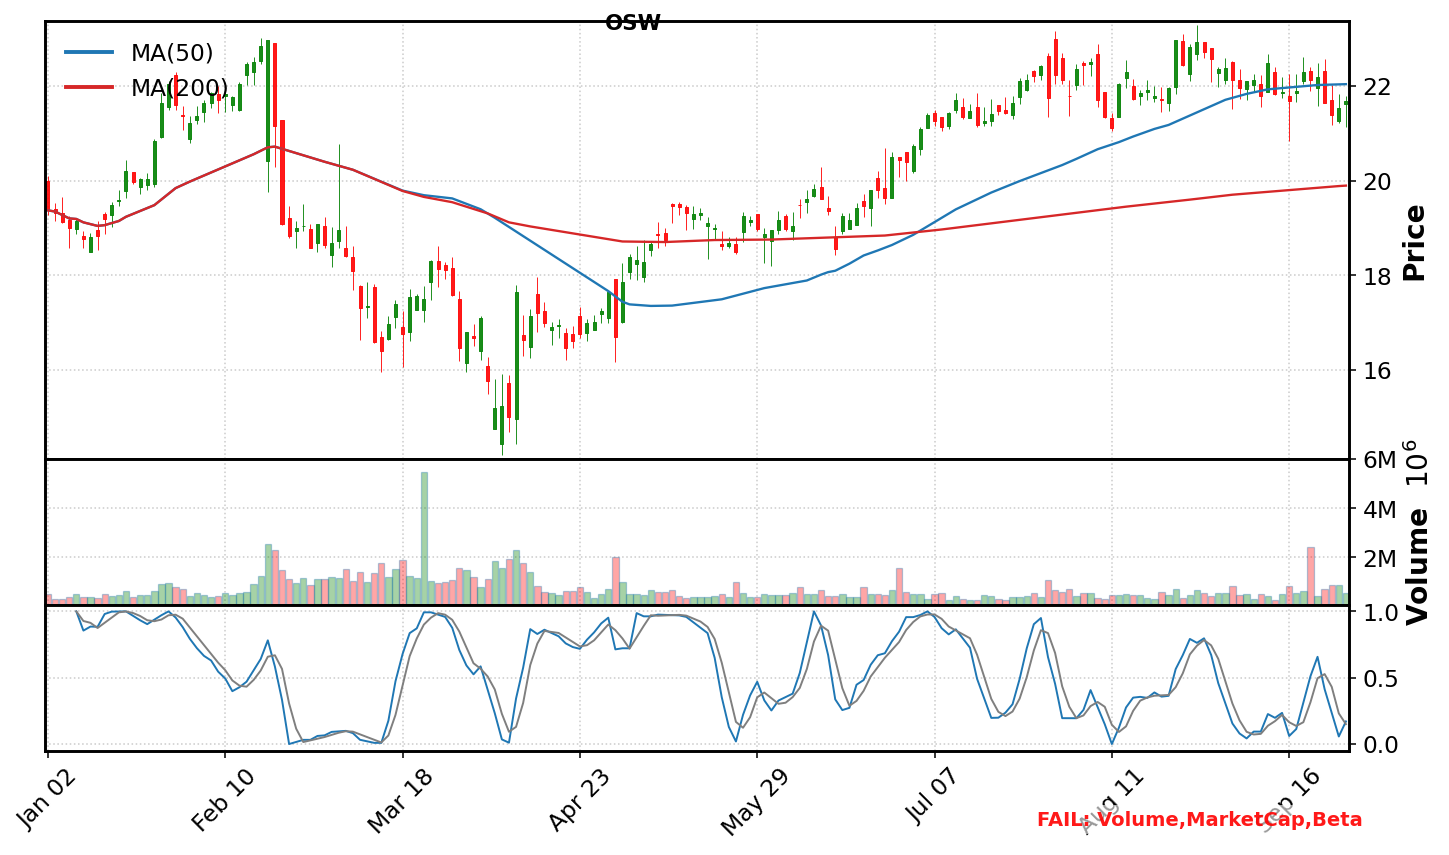 OSW
MA(50)
MA(200)
22
20
18
16
Price
6M
4M
2M
Volume 10^6
1.0
0.5
0.0
Jan 02
Feb 10
Mar 18
Apr 23
May 29
Jul 07
Aug 11
Sep 16
FAIL: Volume,MarketCap,Beta